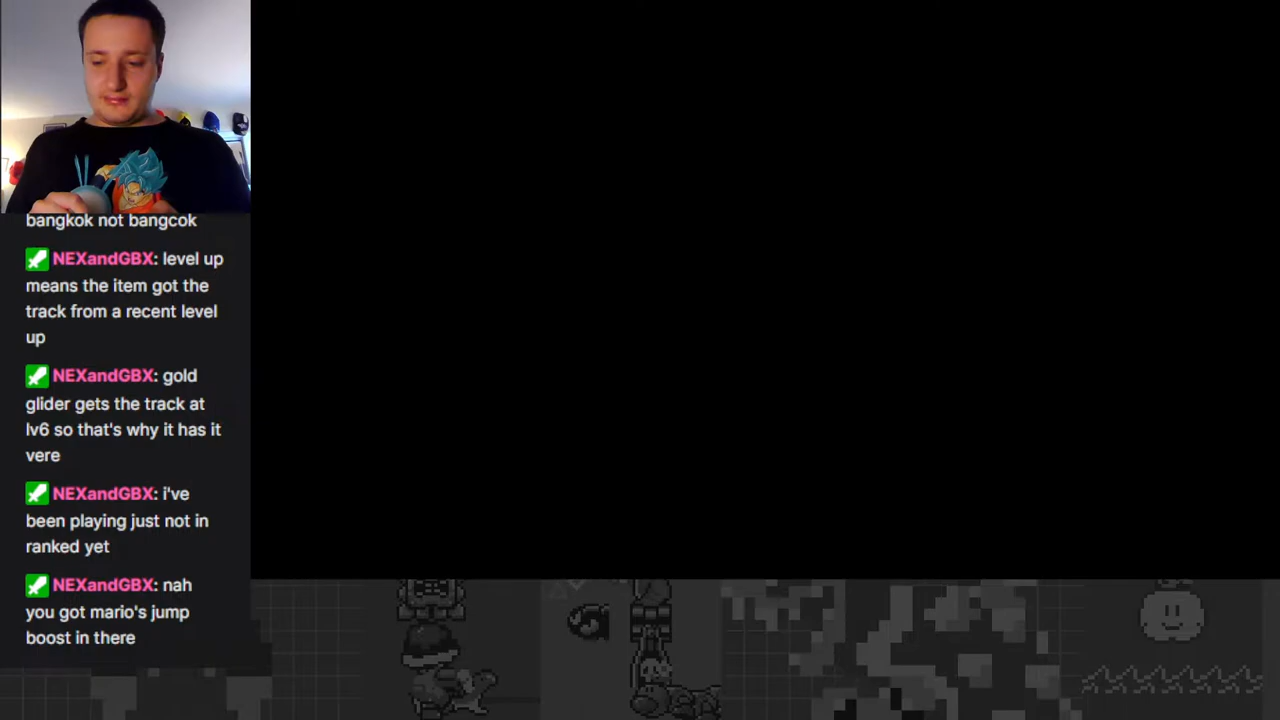 bangkok not bangcok
NEXandGBX: level up
means the item got the
track from a recent level
up
NEXandGBX: gold
glider gets the track at
lv6 so that's why it has it
vere
NEXandGBX: i've
been playing just not in
ranked yet
NEXandGBX: nah
you got mario's jump
boost in there